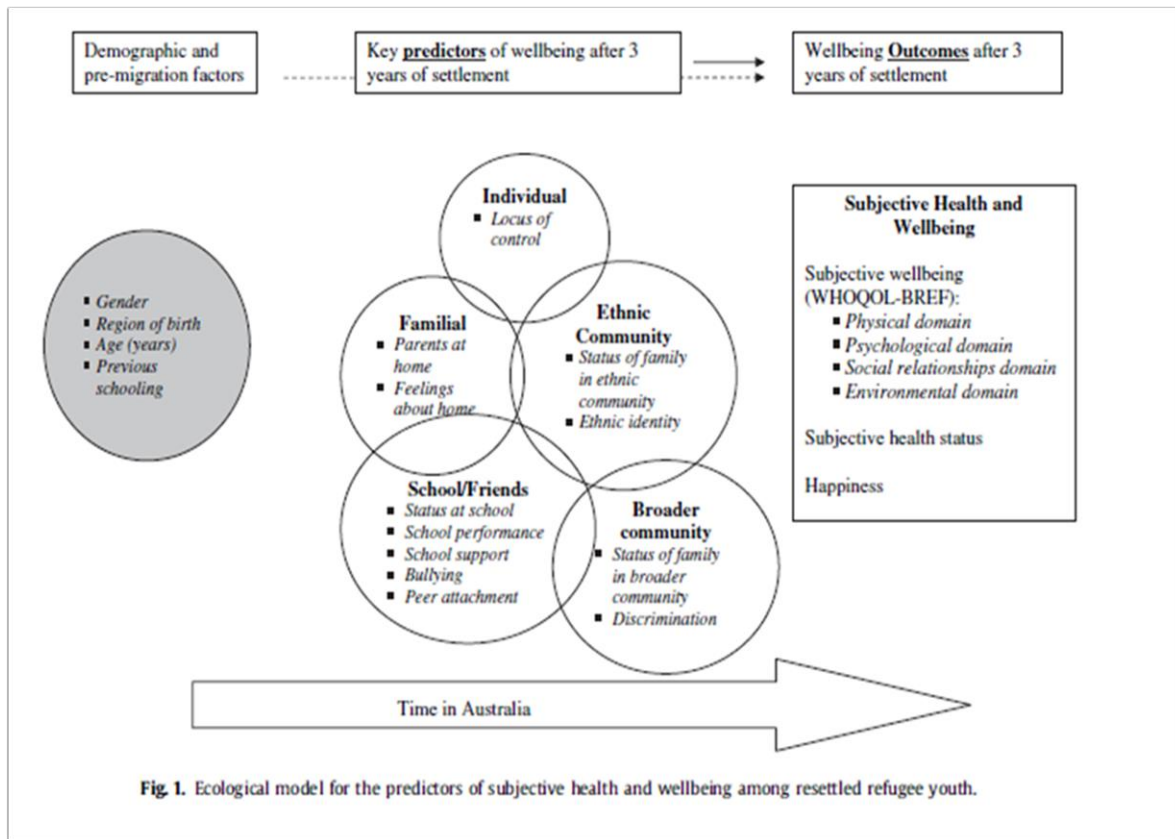 Demographic and
pre-migration factors
Key predictors of wellbeing after 3
years of settlement
Wellbeing Outcomes after 3
years of settlement
Gender
Region of birth
Age (years)
Previous
schooling
Individual
Locus of
control
Familial
Parents at
home
Feelings
about home
Ethnic
Community
Status of family
in ethnic
community
Ethnic identity
School/Friends
Status at school
School performance
School support
Bullying
Peer attachment
Broader
community
Status of family
in broader
community
Discrimination
Subjective Health and
Wellbeing
Subjective wellbeing
(WHOQOL-BREF):
Physical domain
Psychological domain
Social relationships domain
Environmental domain
Subjective health status
Happiness
Time in Australia
Fig. 1. Ecological model for the predictors of subjective health and wellbeing among resettled refugee youth.